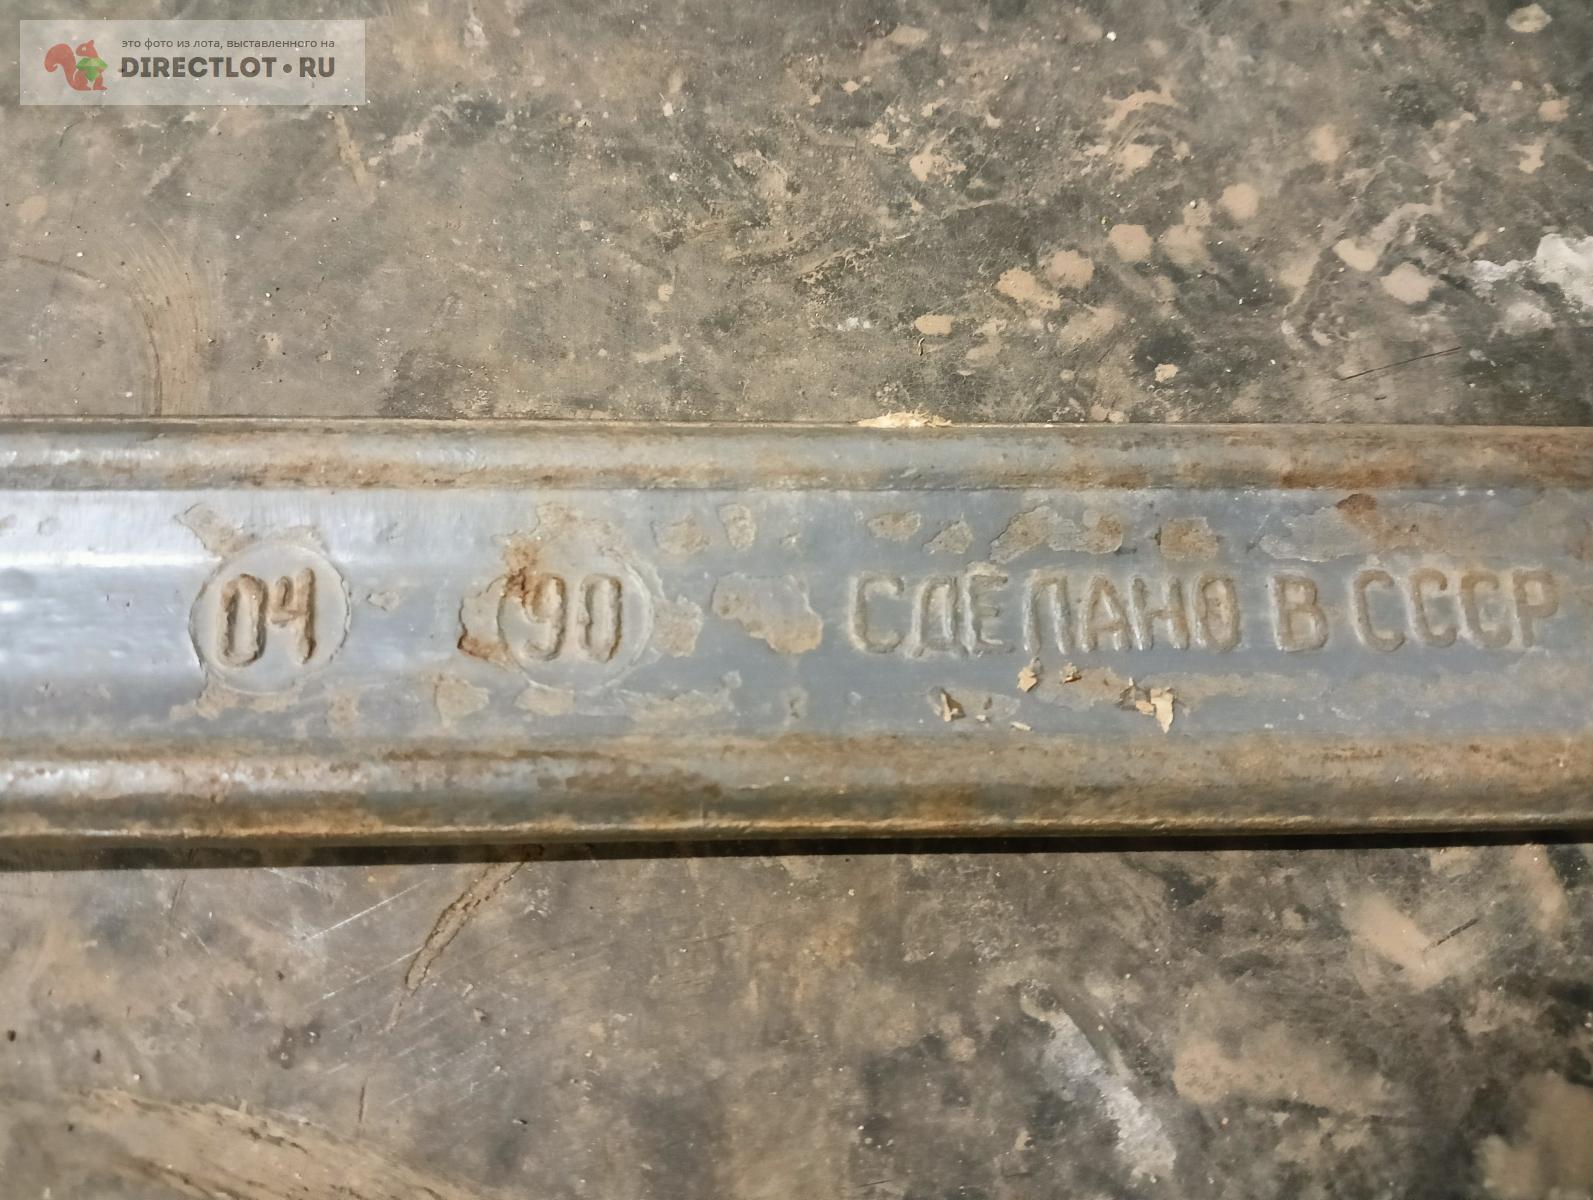 это фото из лота, выставленного на
DIRECTLOT•RU
04 90 СДЕЛАНО В СССР